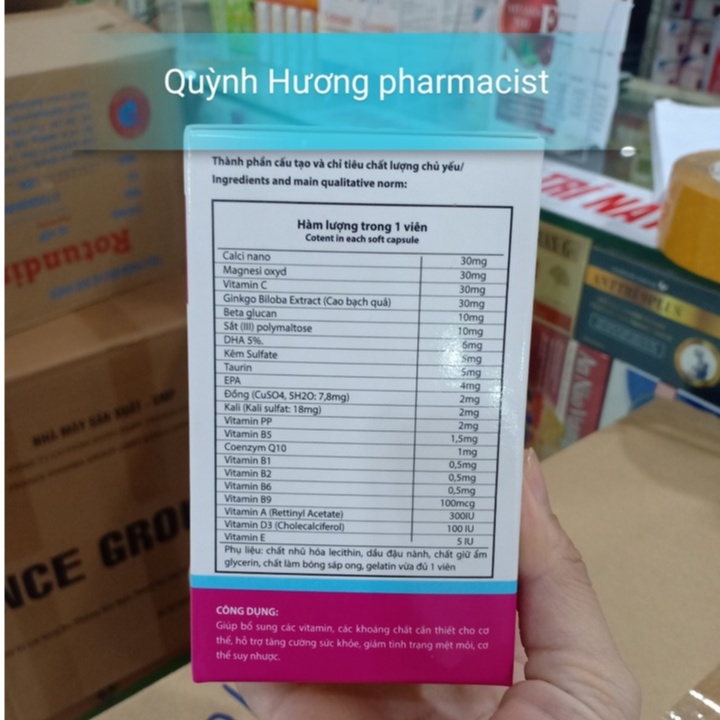 Quỳnh Hương pharmacist
Thành phần cấu tạo và chỉ tiêu chất lượng chủ yếu/
Ingredients and main qualitative norm:
Hàm lượng trong 1 viên
Cotent in each soft capsule
Calci nano 30mg
Magnesi oxyd 30mg
Vitamin C 30mg
Ginkgo Biloba Extract (Cao bạch quả) 30mg
Beta glucan 10mg
Sắt (III) polymaltose 10mg
DHA 5%. 6mg
Kẽm Sulfate 5mg
Taurin 5mg
EPA 4mg
Đồng (CuSO4, 5H2O: 7,8mg) 2mg
Kali (Kali sulfat: 18mg) 2mg
Vitamin PP 2mg
Vitamin B5 1,5mg
Coenzym Q10 1mg
Vitamin B1 0,5mg
Vitamin B2 0,5mg
Vitamin B6 0,5mg
Vitamin B9 100mcg
Vitamin A (Rettinyl Acetate) 300IU
Vitamin D3 (Cholecalciferol) 100 IU
Vitamin E 5 IU
Phụ liệu: chất nhũ hóa lecithin, dầu đậu nành, chất giữ ẩm
glycerin, chất làm bóng sáp ong, gelatin vừa đủ 1 viên
CÔNG DỤNG:
Giúp bổ sung các vitamin, các khoáng chất cần thiết cho cơ
thể, hỗ trợ tăng cường sức khỏe, giảm tình trạng mệt mỏi, cơ
thể suy nhược.
Rotundin
NHÀ MÁY SẢN XUẤT
NCE GROU
TRÍ NÃ